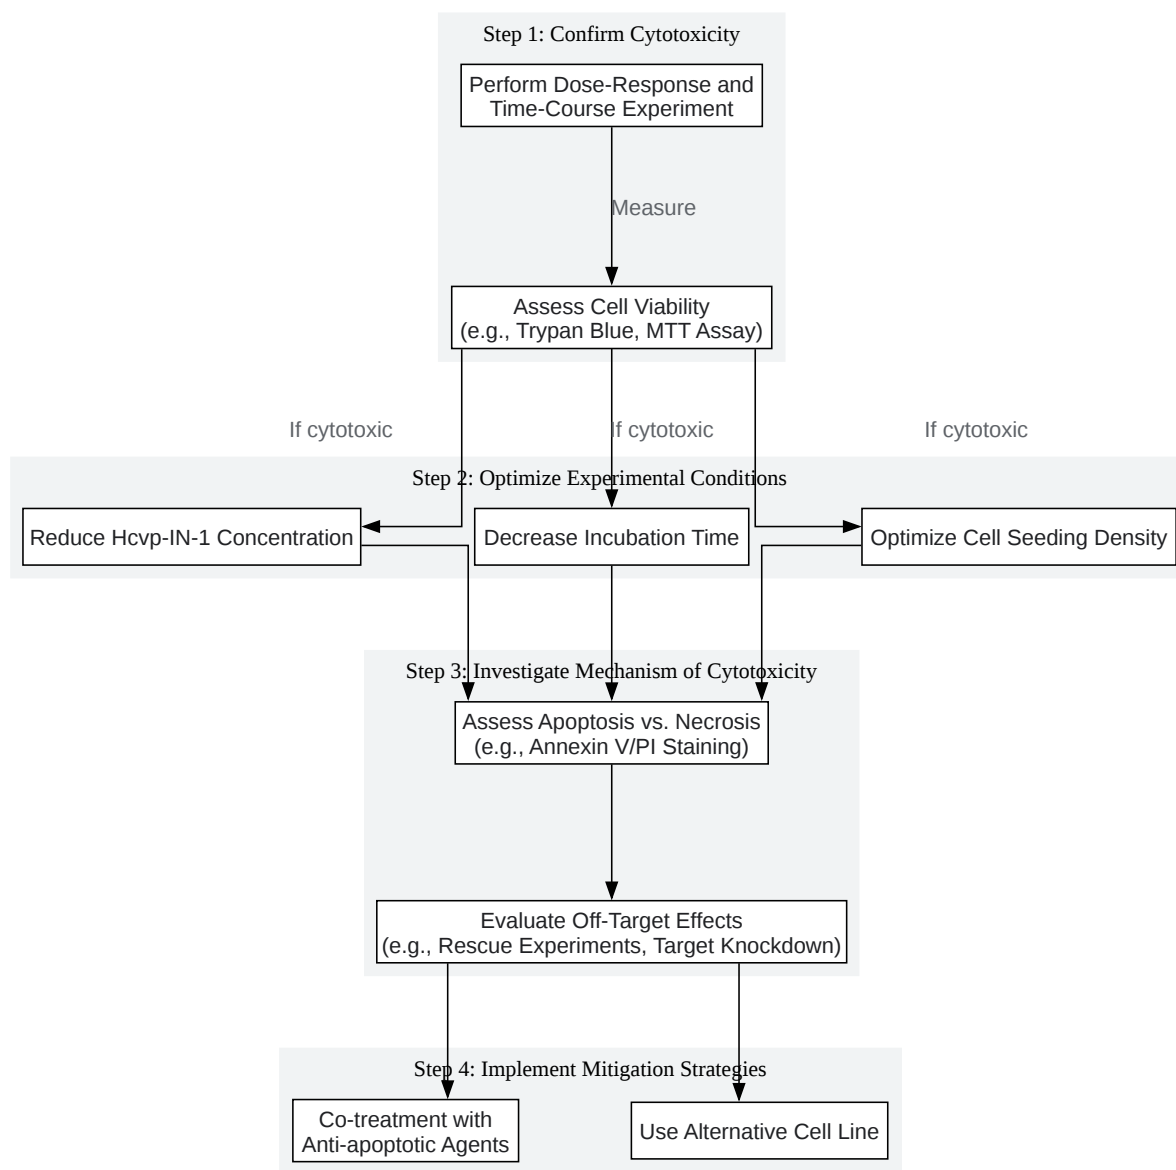 Step 1: Confirm Cytotoxicity
Perform Dose-Response and
Time-Course Experiment
Measure
Assess Cell Viability
(e.g., Trypan Blue, MTT Assay)
If cytotoxic
If cytotoxic
If cytotoxic
Step 2: Optimize Experimental Conditions
Reduce Hcvp-IN-1 Concentration
Decrease Incubation Time
Optimize Cell Seeding Density
Step 3: Investigate Mechanism of Cytotoxicity
Assess Apoptosis vs. Necrosis
(e.g., Annexin V/PI Staining)
Evaluate Off-Target Effects
(e.g., Rescue Experiments, Target Knockdown)
Step 4: Implement Mitigation Strategies
Co-treatment with
Anti-apoptotic Agents
Use Alternative Cell Line